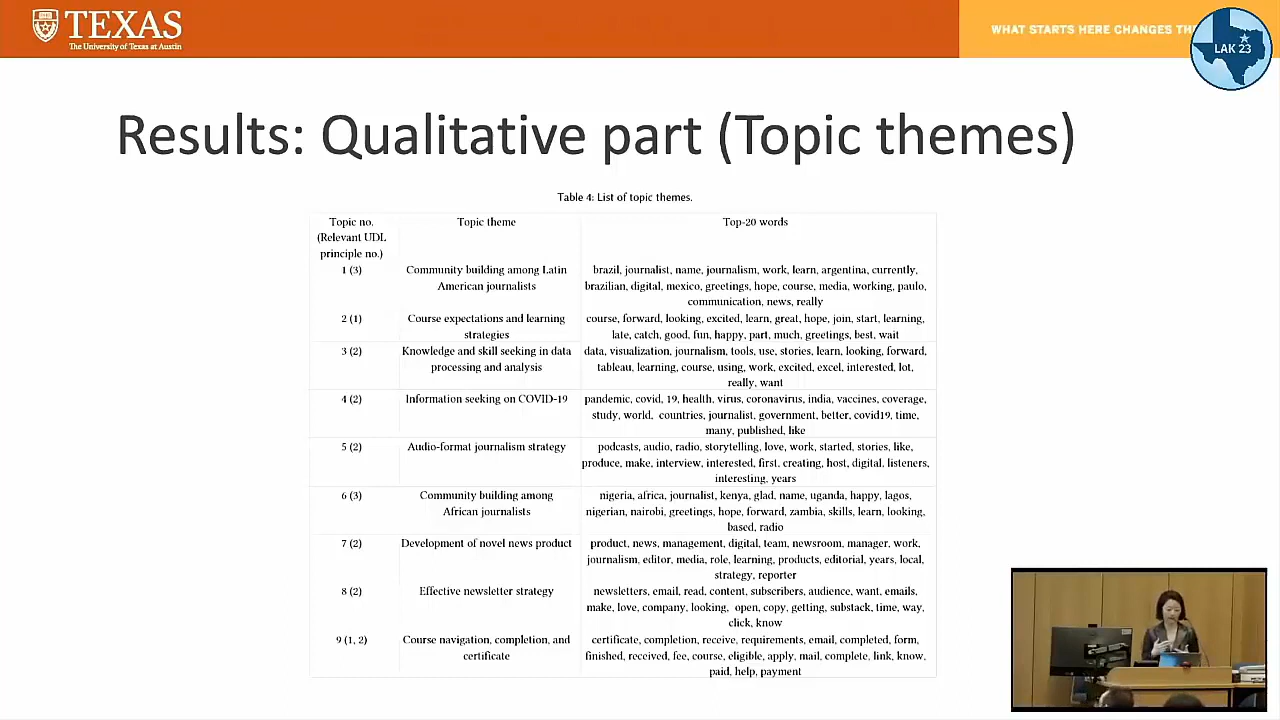 TEXAS
The University of Texas at Austin
WHAT STARTS HERE CHANGES TH
LAK 23
Results: Qualitative part (Topic themes)
Table 4: List of topic themes.
Topic no. (Relevant UDL principle no.) Topic theme Top-20 words
1 (3) Community building among Latin American journalists brazil, journalist, name, journalism, work, learn, argentina, currently,
brazilian, digital, mexico, greetings, hope, course, media, working, paulo,
communication, news, really
2 (1) Course expectations and learning strategies course, forward, looking, excited, learn, great, hope, join, start, learning,
late, catch, good, fun, happy, part, much, greetings, best, wait
3 (2) Knowledge and skill seeking in data processing and analysis data, visualization, journalism, tools, use, stories, learn, looking, forward,
tableau, learning, course, using, work, excited, excel, interested, lot,
really, want
4 (2) Information seeking on COVID-19 pandemic, covid, 19, health, virus, coronavirus, india, vaccines, coverage,
study, world, countries, journalist, government, better, covid19, time,
many, published, like
5 (2) Audio-format journalism strategy podcasts, audio, radio, storytelling, love, work, started, stories, like,
produce, make, interview, interested, first, creating, host, digital, listeners,
interesting, years
6 (3) Community building among African journalists nigeria, africa, journalist, kenya, glad, name, uganda, happy, lagos,
nigerian, nairobi, greetings, hope, forward, zambia, skills, learn, looking,
based, radio
7 (2) Development of novel news product product, news, management, digital, team, newsroom, manager, work,
journalism, editor, media, role, learning, products, editorial, years, local,
strategy, reporter
8 (2) Effective newsletter strategy newsletters, email, read, content, subscribers, audience, want, emails,
make, love, company, looking, open, copy, getting, substack, time, way,
click, know
9 (1, 2) Course navigation, completion, and certificate certificate, completion, receive, requirements, email, completed, form,
finished, received, fee, course, eligible, apply, mail, complete, link, know,
paid, help, payment